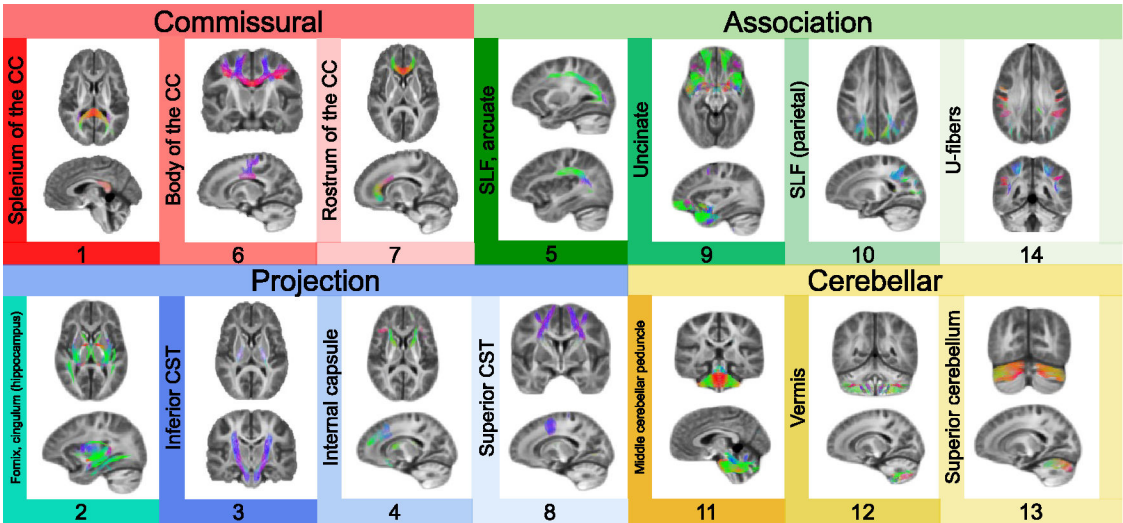 Commissural
Association
Splenium of the CC
Body of the CC
Rostrum of the CC
SLF, arcuate
Uncinate
SLF (parietal)
U-fibers
1
6
7
5
9
10
14
Projection
Cerebellar
Fornix, cingulum (hippocampus)
Inferior CST
Internal capsule
Superior CST
Middle cerebellar peduncle
Vermis
Superior cerebellum
2
3
4
8
11
12
13